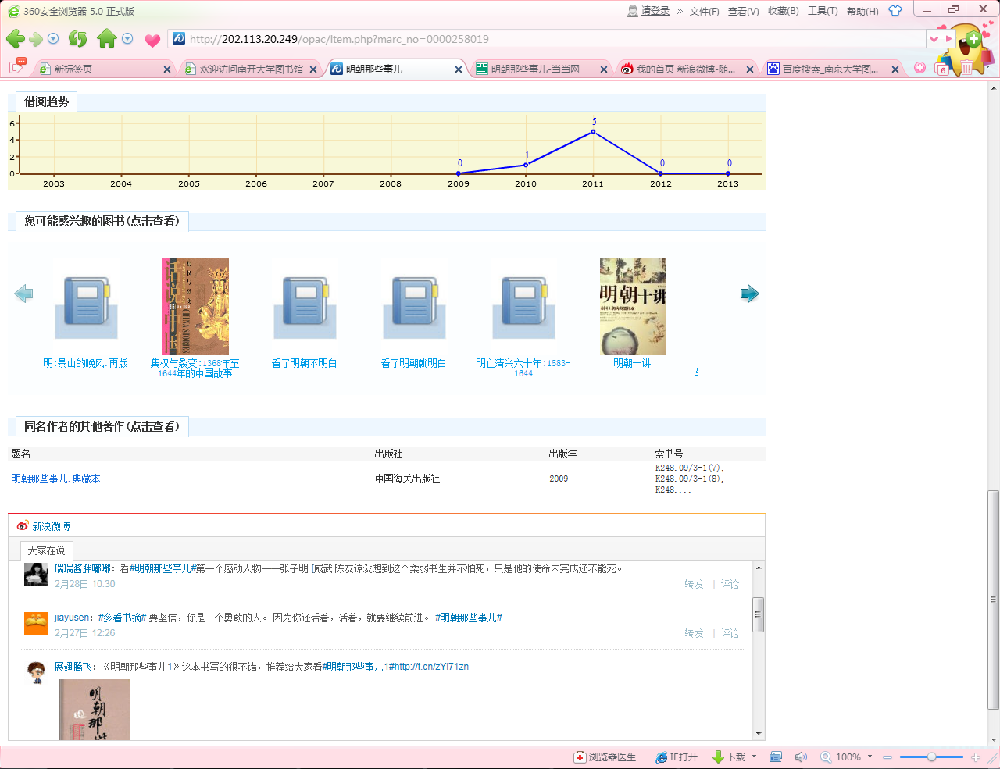 360安全浏览器 5.0 正式版
请登录 » 文件(F) 查看(V) 收藏(B) 工具(T) 帮助(H)
http://202.113.20.249/opac/item.php?marc_no=0000258019
新标签页 欢迎访问南开大学图书馆 明朝那些事儿 明朝那些事儿-当当网 我的首页 新浪微博-随... 百度搜索_南京大学图... 6
借阅趋势
6
4
2
0
0 1 5 0 0
2003 2004 2005 2006 2007 2008 2009 2010 2011 2012 2013
您可能感兴趣的图书(点击查看)
集权与裂变
CHINA STORIES
明朝十讲
明:景山的晚风.再版 集权与裂变:1368年至 看了明朝不明白 看了明朝就明白 明亡清兴六十年:1583- 明朝十讲
1644年的中国故事 1644
同名作者的其他著作(点击查看)
题名 出版社 出版年 索书号
明朝那些事儿.典藏本 中国海关出版社 2009 K248.09/3-1(7),
K248.09/3-1(8),
K248....
新浪微博
大家在说
瑞瑞酱胖嘟嘟：看#明朝那些事儿#第一个感动人物——张子明 [威武 陈友谅没想到这个柔弱书生并不怕死，只是他的使命未完成还不能死。
2月28日 10:30 转发 | 评论
jiayusen：#多看书摘# 要坚信，你是一个勇敢的人。因为你还活着，活着，就要继续前进。 #明朝那些事儿#
2月27日 12:26 转发 | 评论
展翅腾飞：《明朝那些事儿1》这本书写的很不错，推荐给大家看#明朝那些事儿1#http://t.cn/zYl71zn
明朝那些
浏览器医生 IE打开 下载 100%